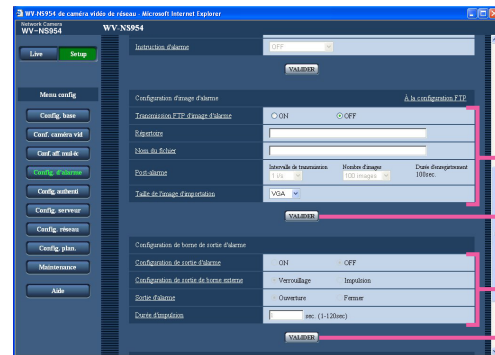 WV-NS954 de caméra vidéo de réseau - Microsoft Internet Explorer
Network Camera
WV-NS954
WV-NS954
Live
Setup
Instruction d'alarme
OFF
VALIDER
Menu config
Config. base
Conf. caméra vid
Conf. aff. mul-éc
Config. d'alarme
Config. authenti
Config. serveur
Config. réseau
Config. plan.
Maintenance
Aide
Configuration d'image d'alarme
À la configuration FTP
Transmission FTP d'image d'alarme
ON
OFF
Répertoire
Nom du fichier
Post-alarme
Intervalle de transmission
Nombre d'images
Durée d'enregistrement
1 i/s
100 images
100sec.
Taille de l'image d'importation
VGA
VALIDER
Configuration de borne de sortie d'alarme
Configuration de sortie d'alarme
ON
OFF
Configuration de sortie de borne externe
Verrouillage
Impulsion
Sortie d'alarme
Ouverture
Fermer
Durée d'impulsion
sec. (1-120sec)
VALIDER